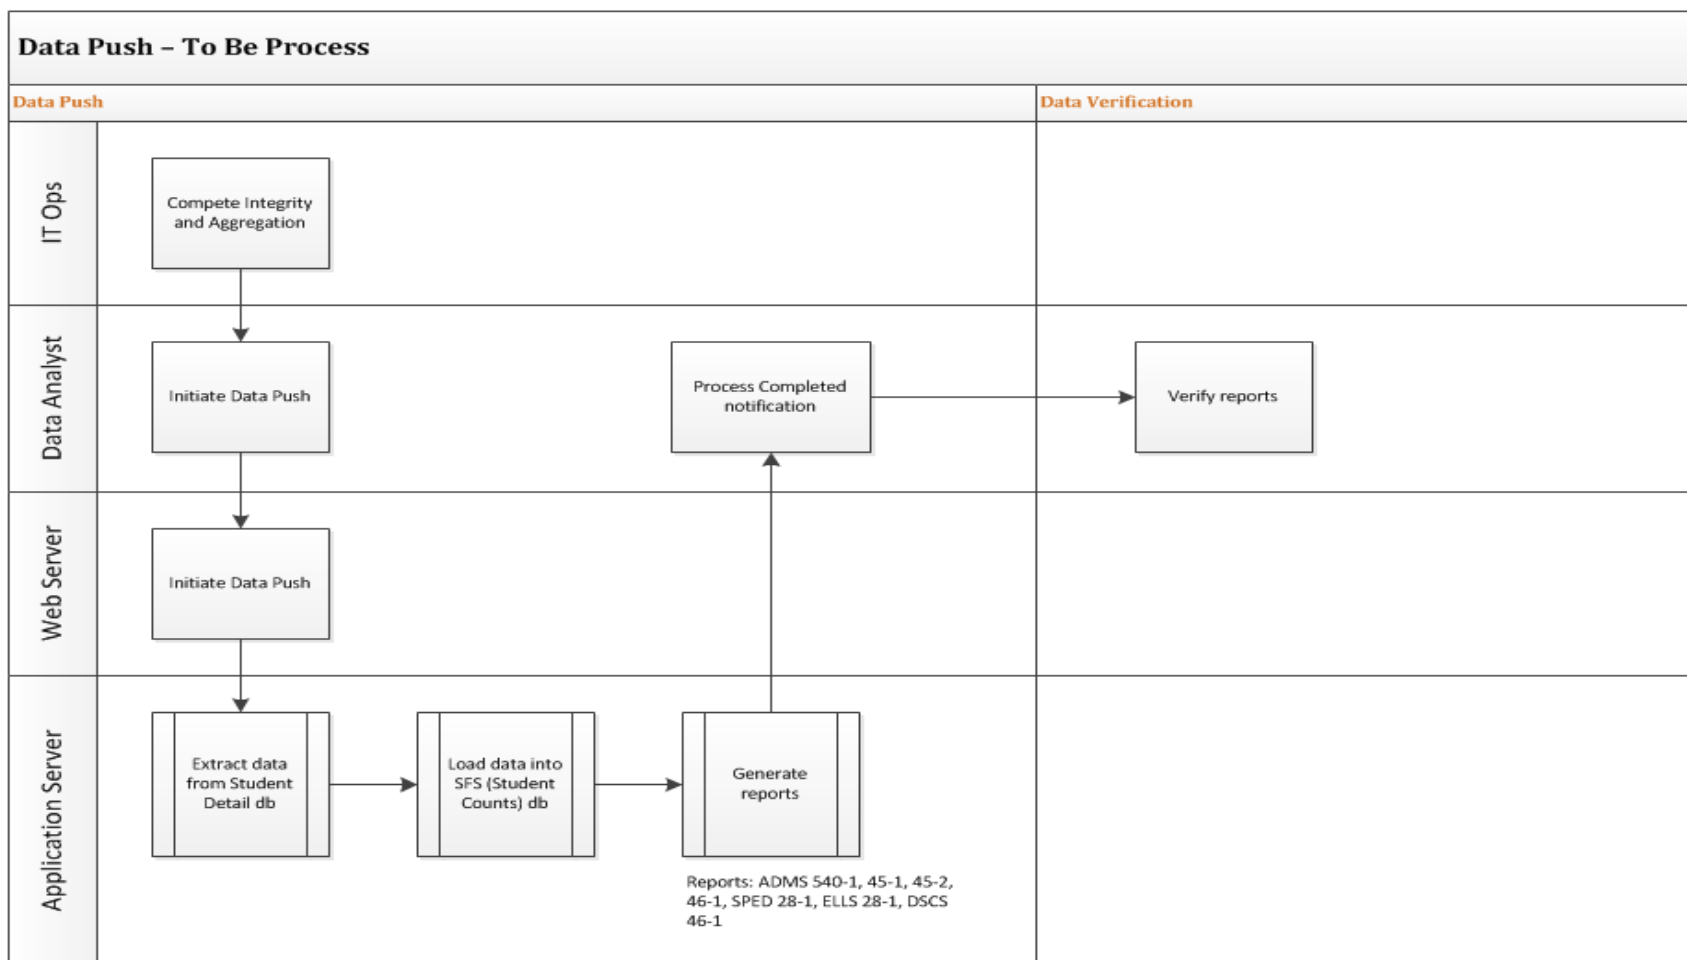 Data Push – To Be Process
Data Push
Data Verification
IT Ops
Compete Integrity
and Aggregation
Data Analyst
Initiate Data Push
Process Completed
notification
Verify reports
Web Server
Initiate Data Push
Application Server
Extract data
from Student
Detail db
Load data into
SFS (Student
Counts) db
Generate
reports
Reports: ADMS 540-1, 45-1, 45-2,
46-1, SPED 28-1, ELLS 28-1, DSCS
46-1